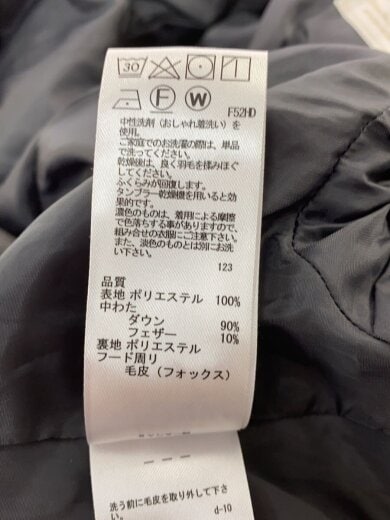 30
F W
F52HD
中性洗剤（おしゃれ着洗い）を
使用。
ご家庭でのお洗濯の際は、単品
で洗ってください。
乾燥後は、良く羽毛を揉みほぐ
してください。
ふくらみが回復します。
タンブラー乾燥機を用いると効
果的です。
濃色のものは、着用による摩擦
で色落ちする事がありますので、
組み合せの衣服にご注意下さい。
また、淡色のものとは別にお洗
い下さい。
123
品質
表地 ポリエステル 100%
中わた
ダウン 90%
フェザー 10%
裏地 ポリエステル
フード周り
毛皮（フォックス）
洗う前に毛皮を取り外して下さ
い。
d-10